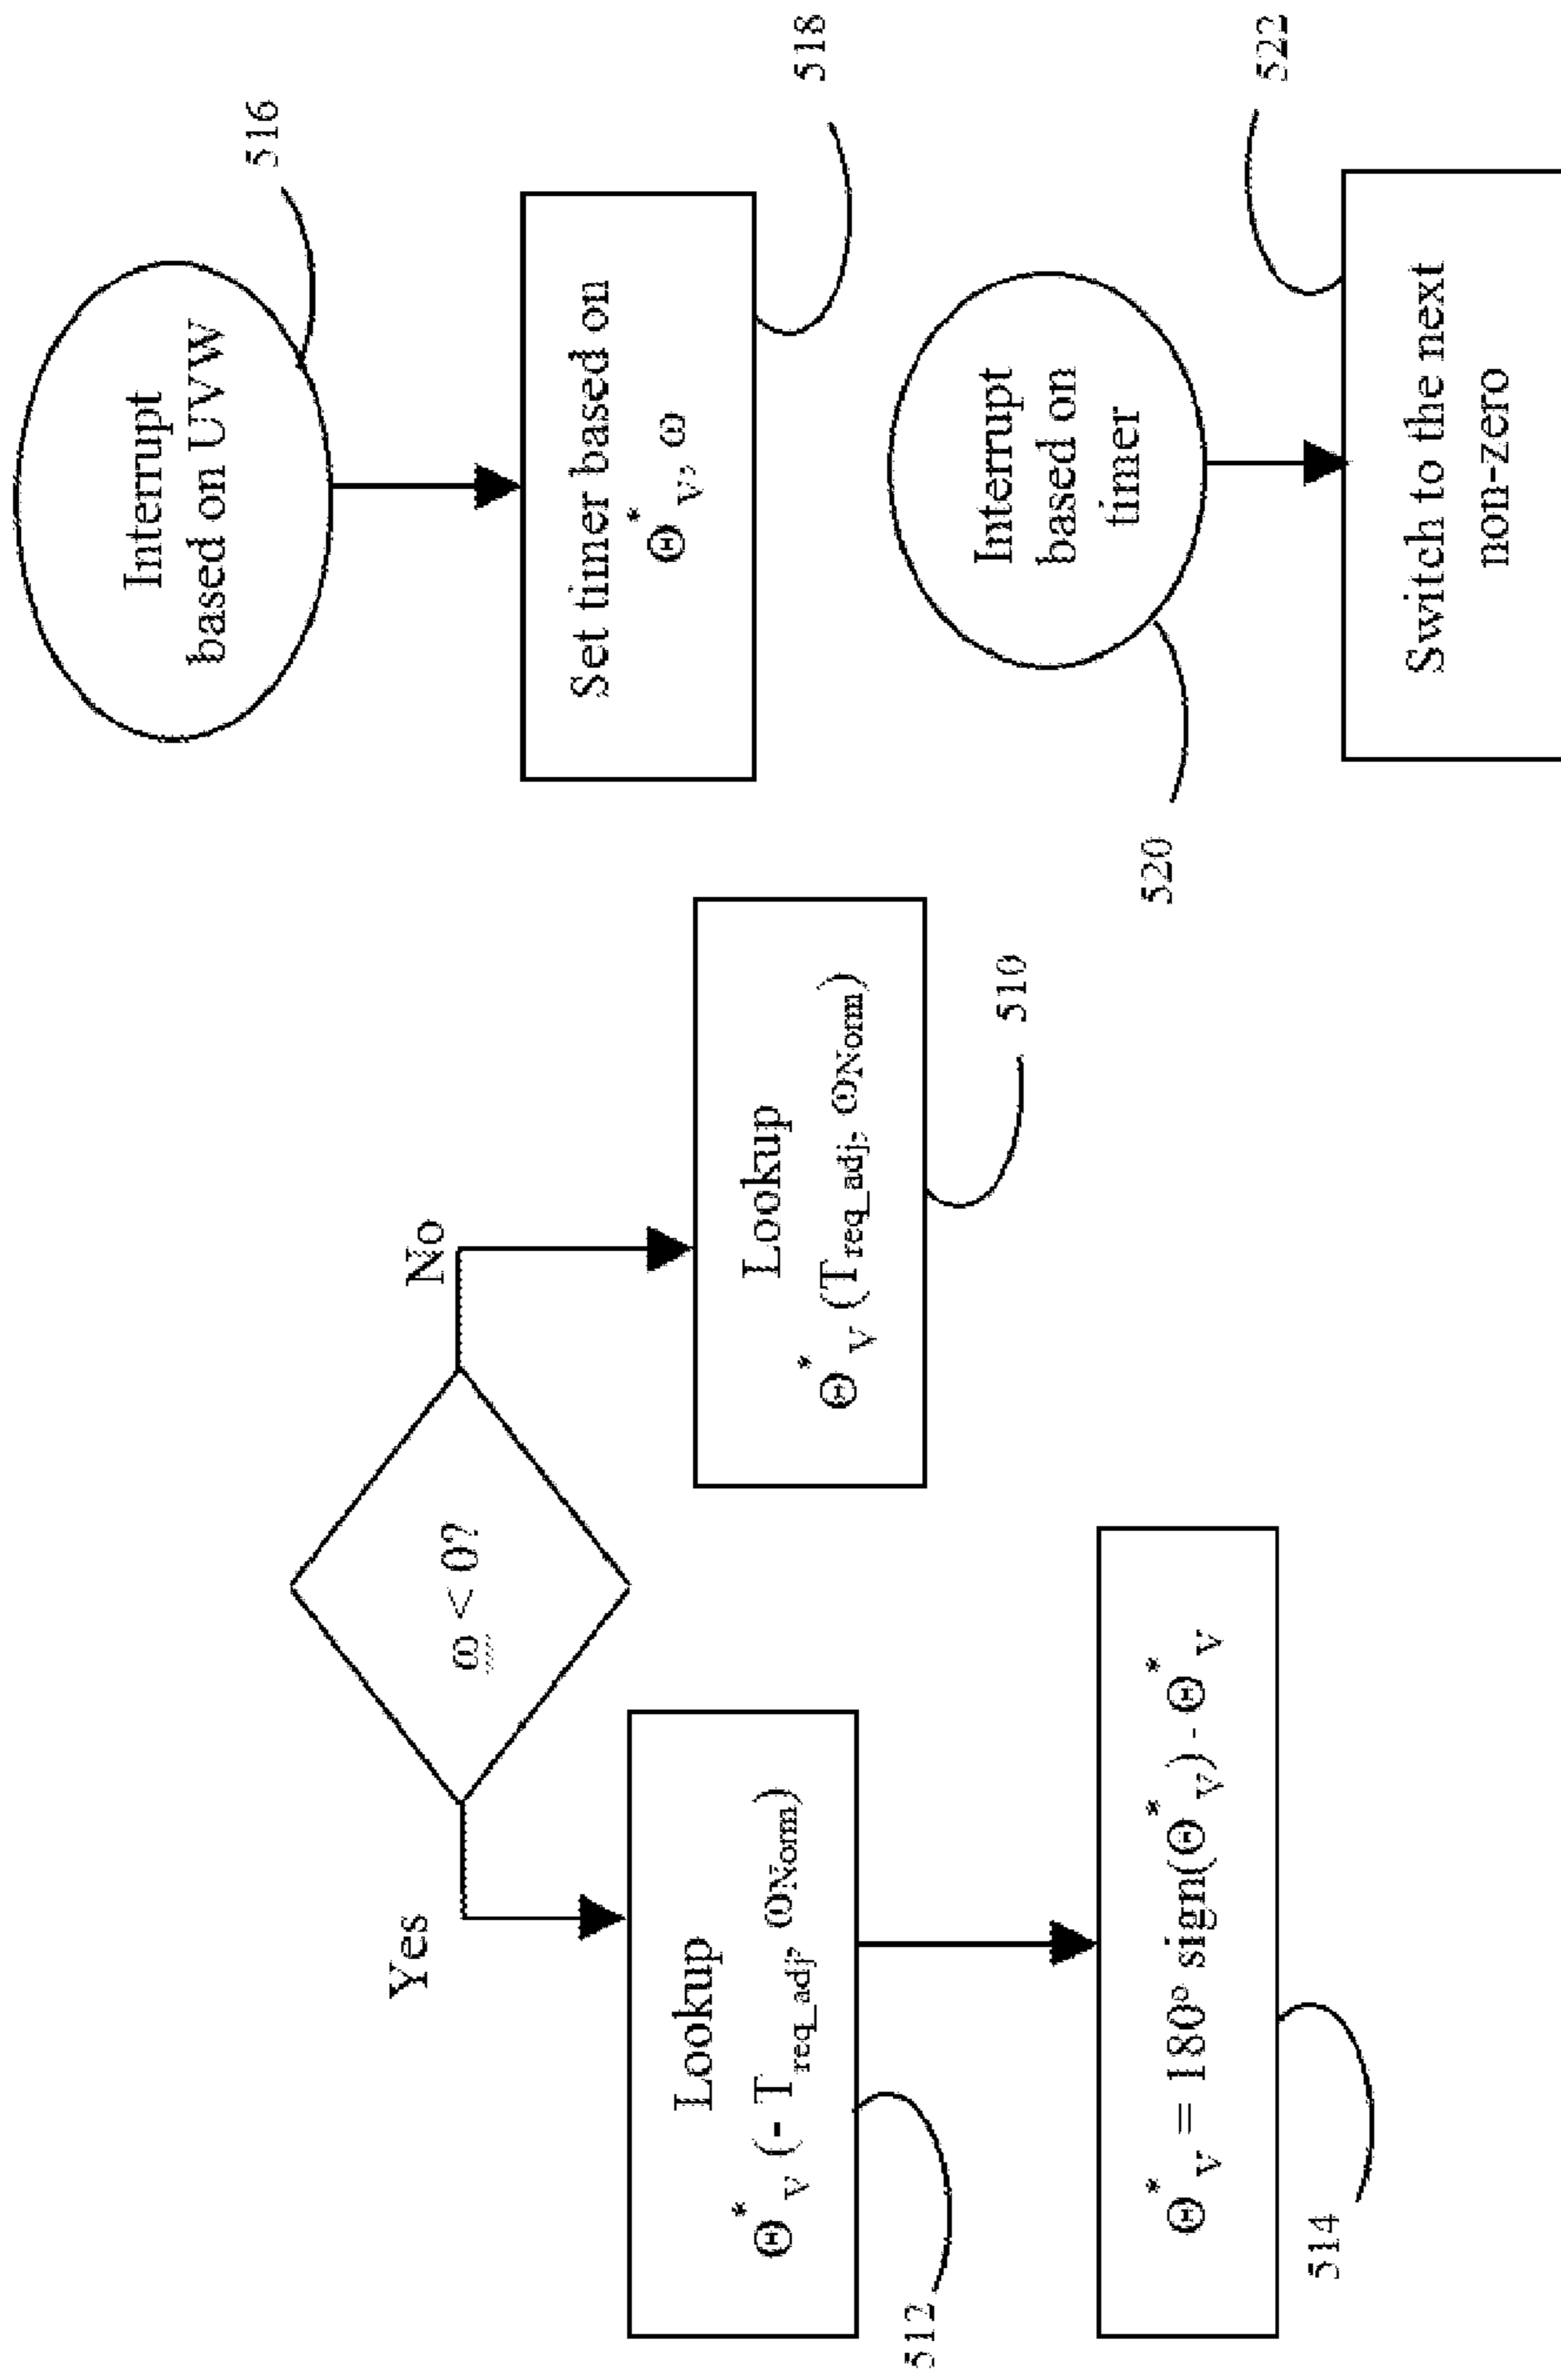 ω < 0?
Yes
No
Lookup
Θ*V (- Treq_adj, ωNorm)
512
Θ*V = 180° sign(Θ*V) - Θ*V
514
Lookup
Θ*V (Treq_adj, ωNorm)
510
Interrupt
based on UVW
516
Set timer based on
Θ*V, ω
518
Interrupt
based on
timer
520
Switch to the next
non-zero
522